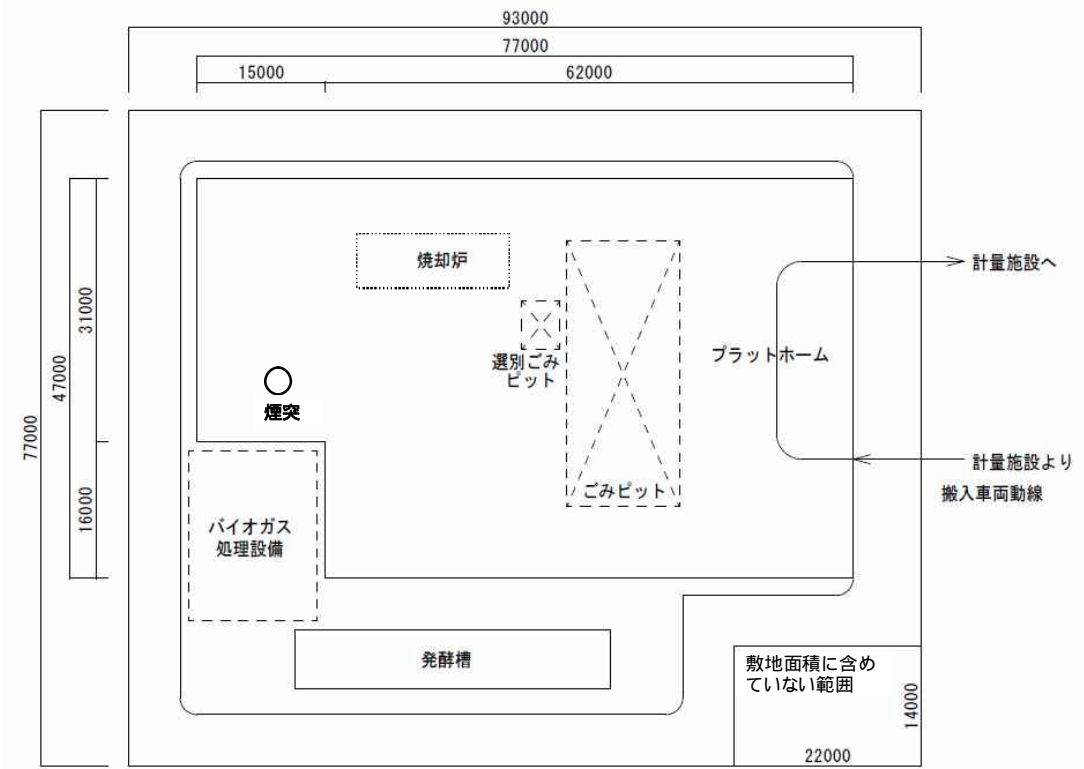 93000
77000
15000
62000
焼却炉
計量施設へ
31000
選別ごみ
ピット
プラットホーム
47000
煙突
77000
計量施設より
ごみピット
搬入車両動線
16000
バイオガス
処理設備
発酵槽
敷地面積に含め
ていない範囲
14000
22000